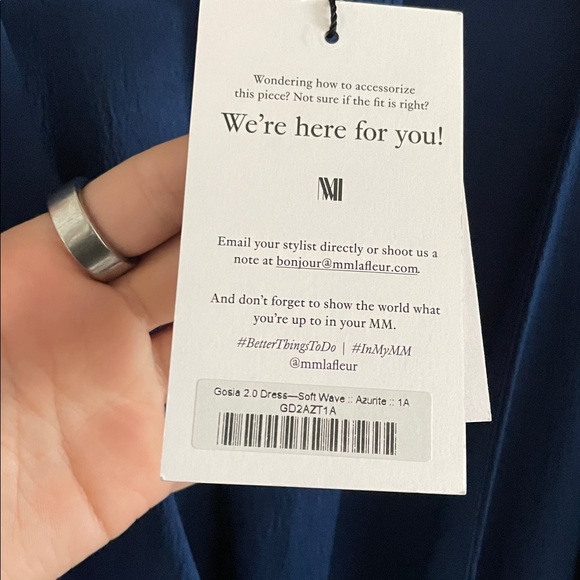 Wondering how to accessorize
this piece? Not sure if the fit is right?
We're here for you!
MM
Email your stylist directly or shoot us a
note at bonjour@mmlafleur.com.
And don't forget to show the world what
you're up to in your MM.
#BetterThingsToDo | #InMyMM
@mmlafleur
Gosia 2.0 Dress—Soft Wave :: Azurite :: 1A
GD2AZT1A